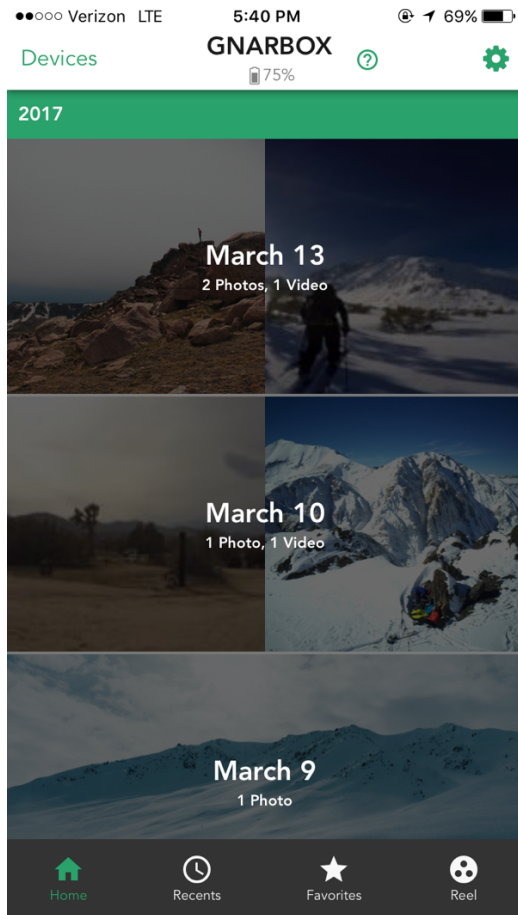 ●●○○○ Verizon LTE 5:40 PM 69%
Devices GNARBOX ?
75%
2017
March 13
2 Photos, 1 Video
March 10
1 Photo, 1 Video
March 9
1 Photo
Home Recents Favorites Reel